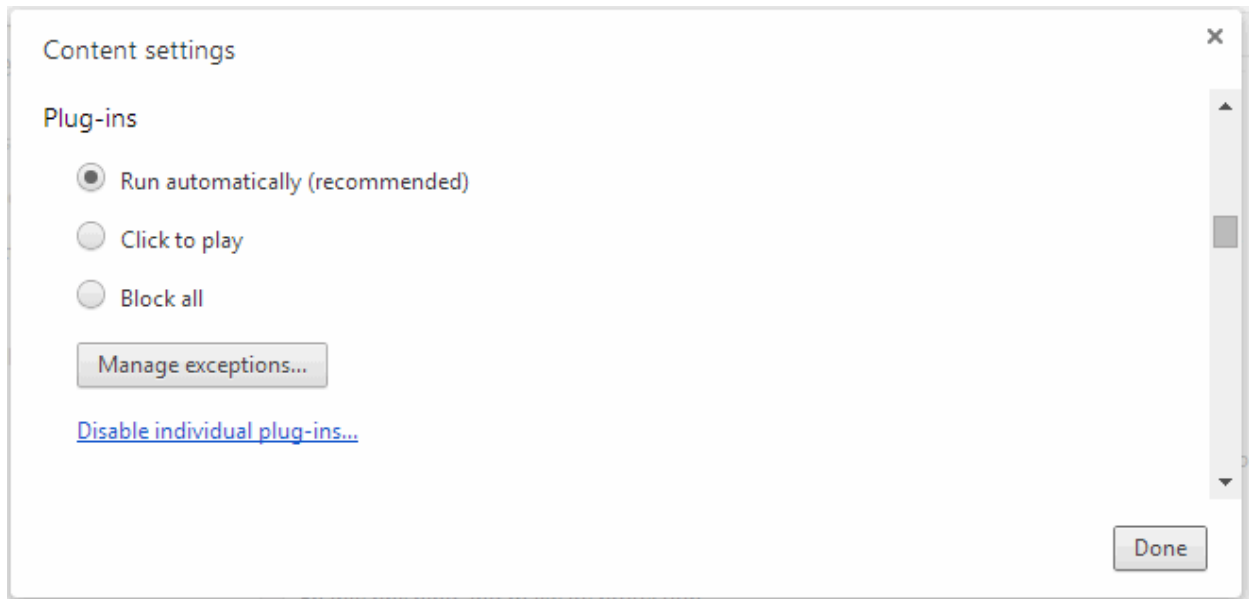 Content settings
Plug-ins
Run automatically (recommended)
Click to play
Block all
Manage exceptions...
Disable individual plug-ins...
Done